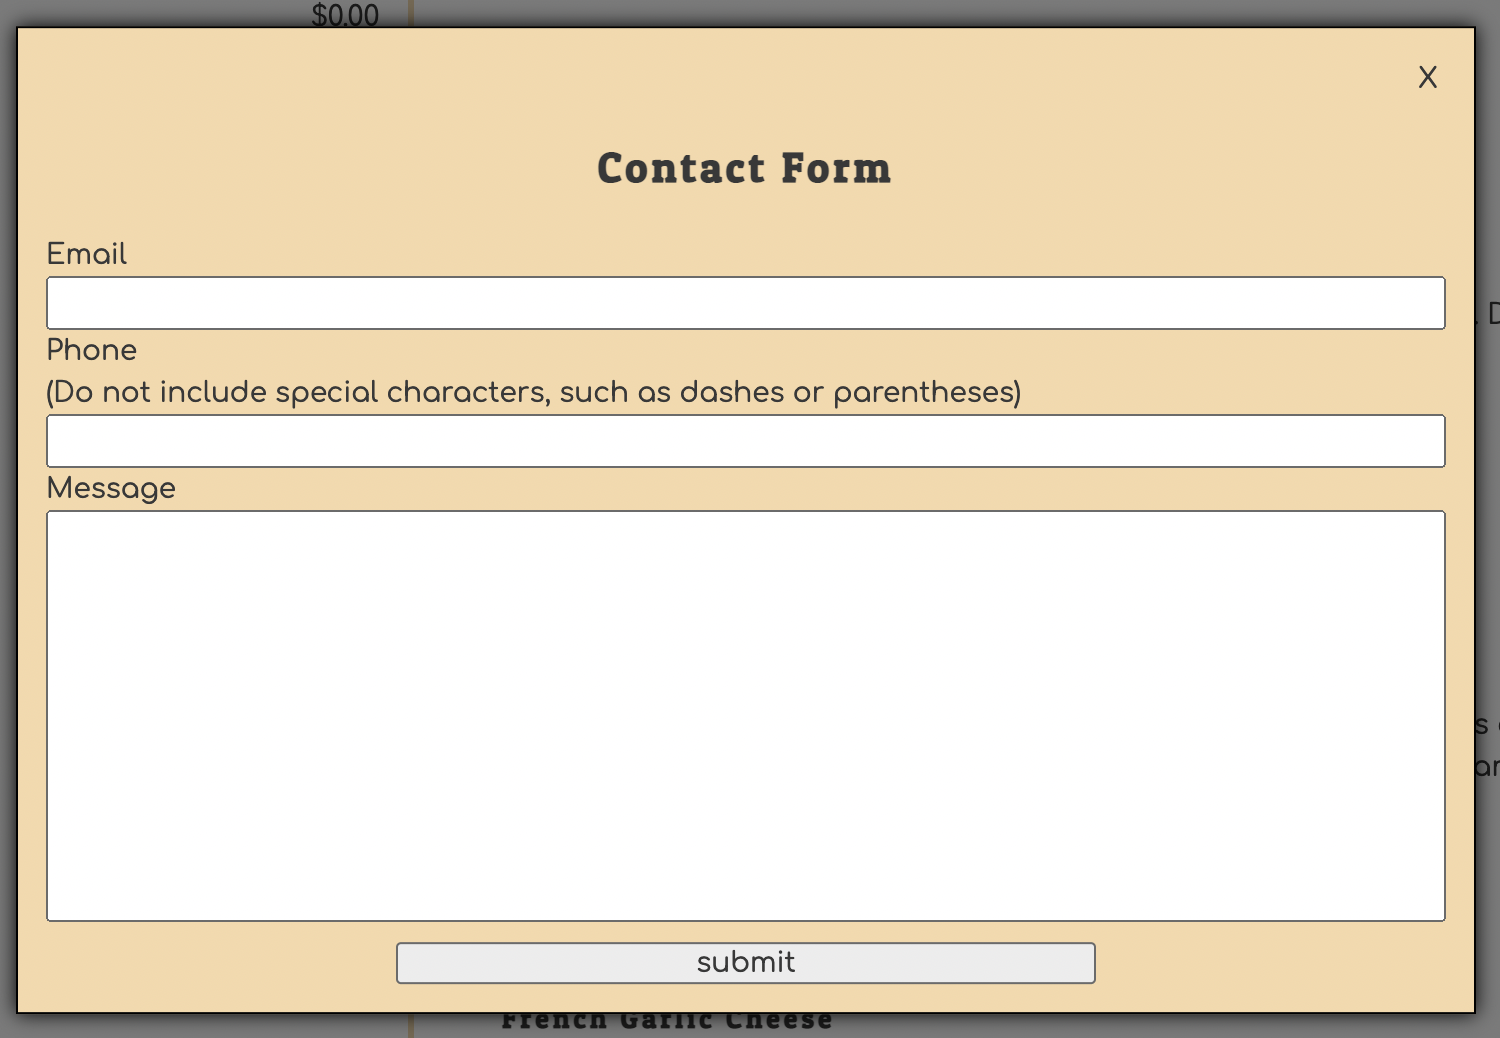 $0.00
X
Contact Form
Email
. D
Phone
(Do not include special characters, such as dashes or parentheses)
Message
s
ar
submit
French Garlic Cheese